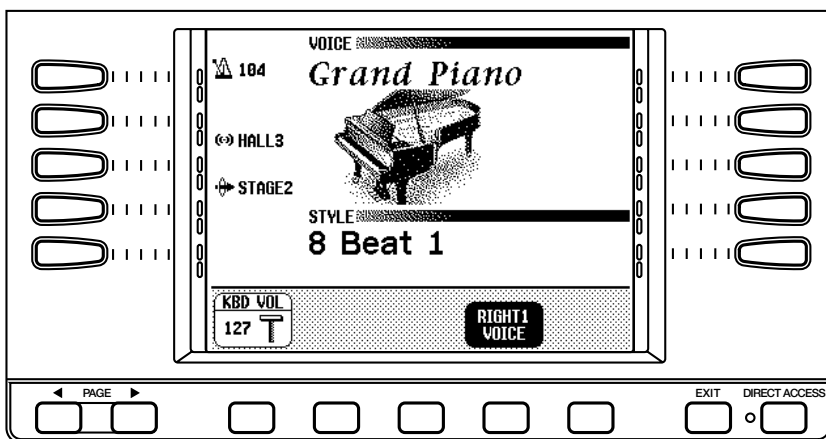 VOICE
104
Grand Piano
HALL3
STAGE2
STYLE
8 Beat 1
KBD VOL
127
RIGHT1
VOICE
◀ PAGE ▶
EXIT
DIRECT ACCESS